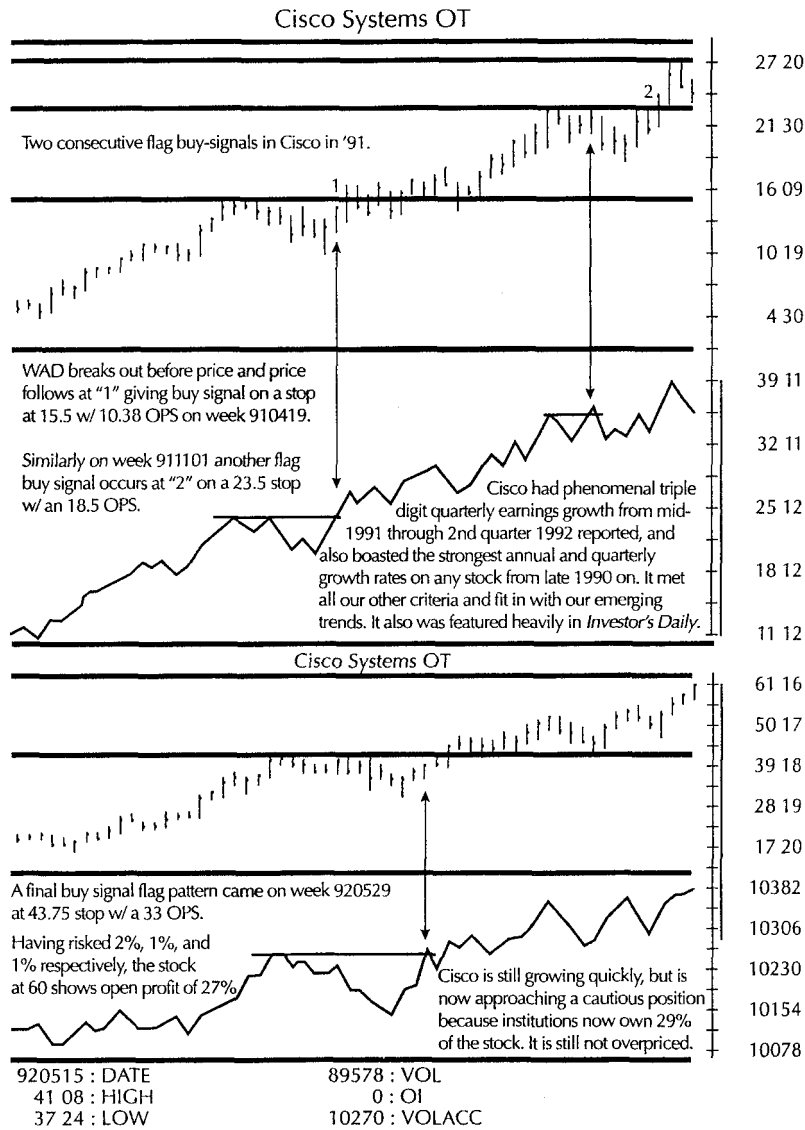 Cisco Systems OT
27 20
2
21 30
Two consecutive flag buy-signals in Cisco in '91.
1
16 09
10 19
4 30
WAD breaks out before price and price
follows at "1" giving buy signal on a stop
at 15.5 w/ 10.38 OPS on week 910419.
39 11
32 11
Similarly on week 911101 another flag
buy signal occurs at "2" on a 23.5 stop
w/ an 18.5 OPS.
Cisco had phenomenal triple
digit quarterly earnings growth from mid-
1991 through 2nd quarter 1992 reported, and
also boasted the strongest annual and quarterly
growth rates on any stock from late 1990 on. It met
all our other criteria and fit in with our emerging
trends. It also was featured heavily in Investor's Daily.
25 12
18 12
11 12
Cisco Systems OT
61 16
50 17
39 18
28 19
17 20
A final buy signal flag pattern came on week 920529
at 43.75 stop w/ a 33 OPS.
Having risked 2%, 1%, and
1% respectively, the stock
at 60 shows open profit of 27%
10382
10306
10230
10154
10078
Cisco is still growing quickly, but is
now approaching a cautious position
because institutions now own 29%
of the stock. It is still not overpriced.
920515 : DATE
41 08 : HIGH
37 24 : LOW
89578 : VOL
0 : OI
10270 : VOLACC